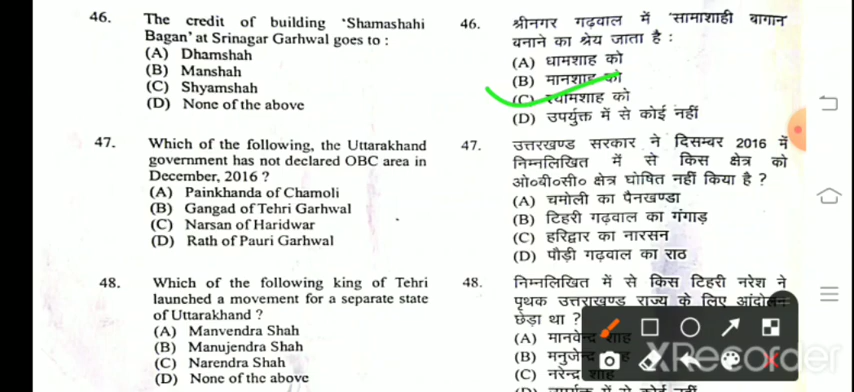 46. The credit of building 'Shamashahi
Bagan' at Srinagar Garhwal goes to :
(A) Dhamshah
(B) Manshah
(C) Shyamshah
(D) None of the above
47. Which of the following, the Uttarakhand
government has not declared OBC area in
December, 2016 ?
(A) Painkhanda of Chamoli
(B) Gangad of Tehri Garhwal
(C) Narsan of Haridwar
(D) Rath of Pauri Garhwal
48. Which of the following king of Tehri
launched a movement for a separate state
of Uttarakhand ?
(A) Manvendra Shah
(B) Manujendra Shah
(C) Narendra Shah
(D) None of the above
46. श्रीनगर गढ़वाल में 'सामाशाही बागान'
बनाने का श्रेय जाता है :
(A) धामशाह को
(B) मानशाह को
(C) श्यामशाह को
(D) उपर्युक्त में से कोई नहीं
47. उत्तराखण्ड सरकार ने दिसम्बर 2016 में
निम्नलिखित में से किस क्षेत्र को
ओ०बी०सी० क्षेत्र घोषित नहीं किया है ?
(A) चमोली का पैनखण्डा
(B) टिहरी गढ़वाल का गंगाड़
(C) हरिद्वार का नारसन
(D) पौड़ी गढ़वाल का राठ
48. निम्नलिखित में से किस टिहरी नरेश ने
पृथक उत्तराखण्ड राज्य के लिए आंदोलन
छेड़ा था ?
(A) शाह
(B)
(C) नरेन्द्र शाह
XRecorder